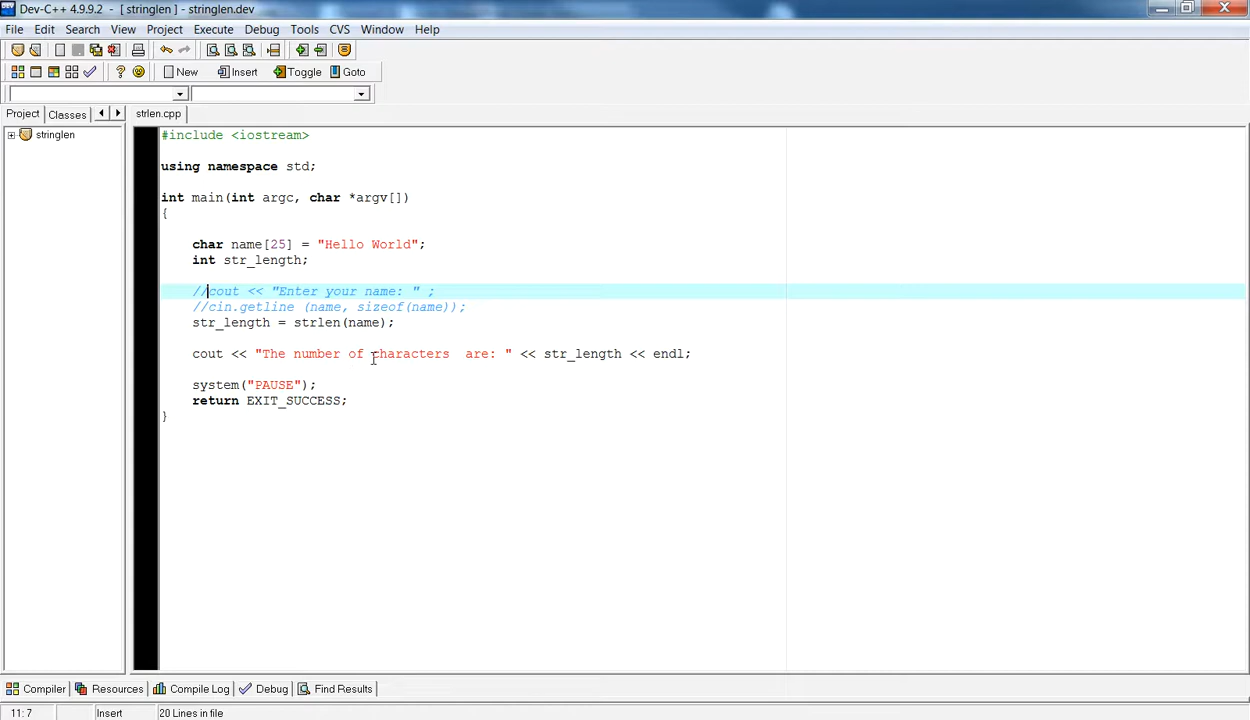 Dev-C++ 4.9.9.2 - [ stringlen ] - stringlen.dev
File Edit Search View Project Execute Debug Tools CVS Window Help
New Insert Toggle Goto
Project Classes strlen.cpp
stringlen
#include <iostream>
using namespace std;
int main(int argc, char *argv[])
{
char name[25] = "Hello World";
int str_length;
//cout << "Enter your name: " ;
//cin.getline (name, sizeof(name));
str_length = strlen(name);
cout << "The number of characters  are: " << str_length << endl;
system("PAUSE");
return EXIT_SUCCESS;
}
Compiler Resources Compile Log Debug Find Results
11: 7 Insert 20 Lines in file